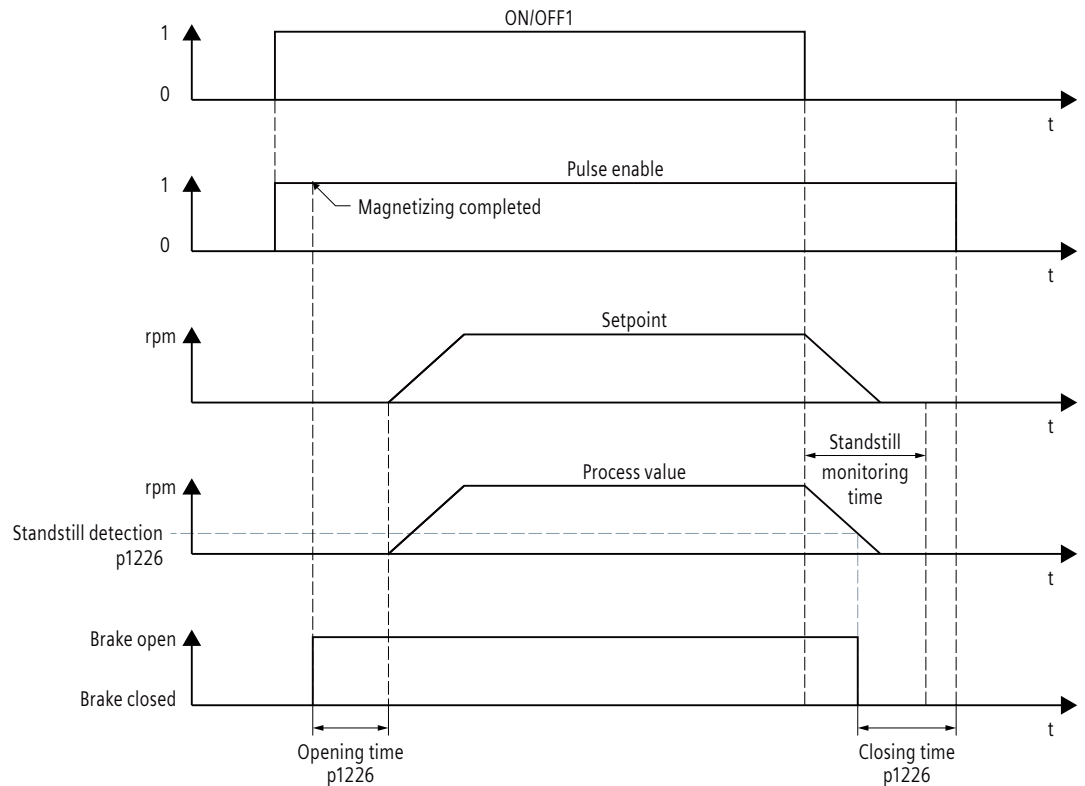 ON/OFF1
1
0
t
Pulse enable
1
Magnetizing completed
0
t
Setpoint
rpm
t
Standstill
monitoring
time
Process value
rpm
Standstill detection
p1226
t
Brake open
Brake closed
t
Opening time
p1226
Closing time
p1226